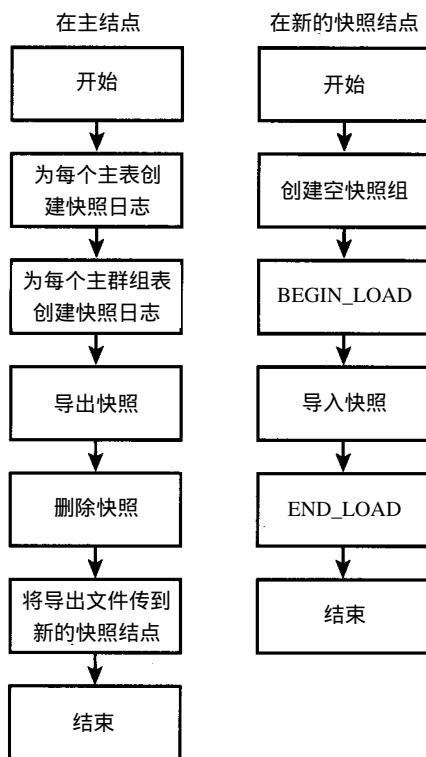 在主结点
开始
为每个主表创
建快照日志
为每个主群组表
创建快照日志
导出快照
删除快照
将导出文件传到
新的快照结点
结束
在新的快照结点
开始
创建空快照组
BEGIN_LOAD
导入快照
END_LOAD
结束